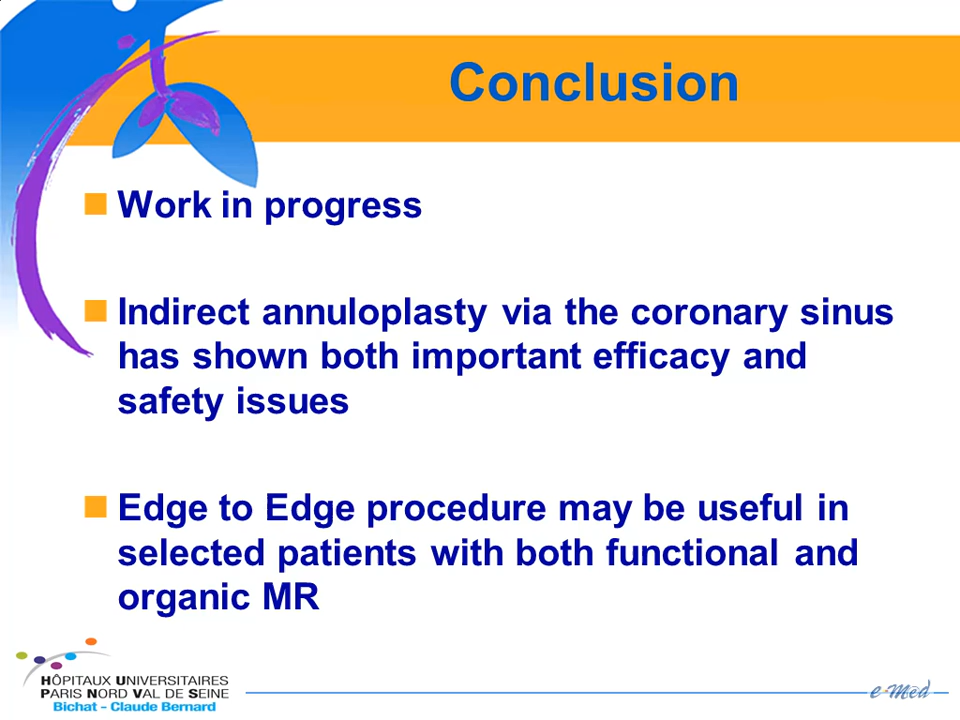 Conclusion
Work in progress
Indirect annuloplasty via the coronary sinus
has shown both important efficacy and
safety issues
Edge to Edge procedure may be useful in
selected patients with both functional and
organic MR
HÔPITAUX UNIVERSITAIRES
PARIS NORD VAL DE SEINE
Bichat - Claude Bernard
e-Med